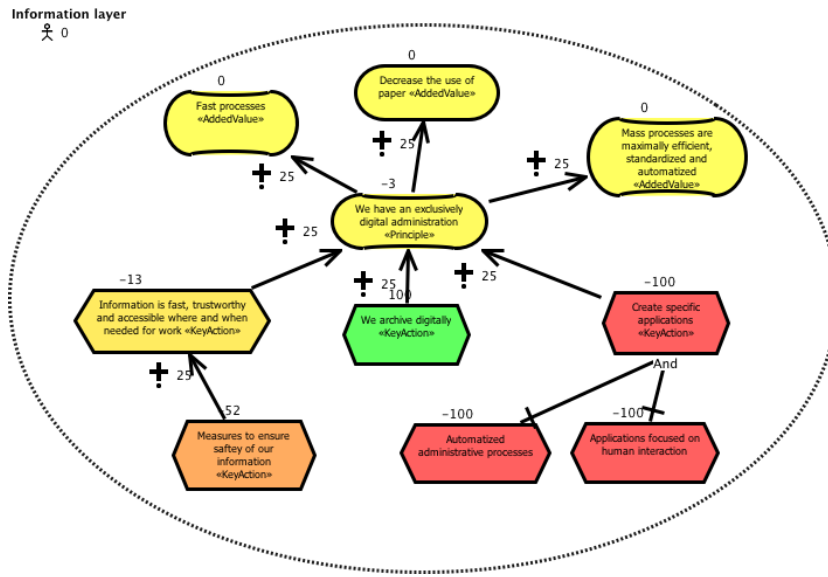 Information layer
0
0
Decrease the use of
paper «AddedValue»
0
Fast processes
«AddedValue»
0
Mass processes are
maximally efficient,
standardized and
automatized
«AddedValue»
25
25
25
-3
We have an exclusively
digital administration
«Principle»
25
25
25
-13
Information is fast, trustworthy
and accessible where and when
needed for work «KeyAction»
100
We archive digitally
«KeyAction»
-100
Create specific
applications
«KeyAction»
And
25
-52
Measures to ensure
saftey of our
information
«KeyAction»
-100
Automatized
administrative processes
-100
Applications focused on
human interaction